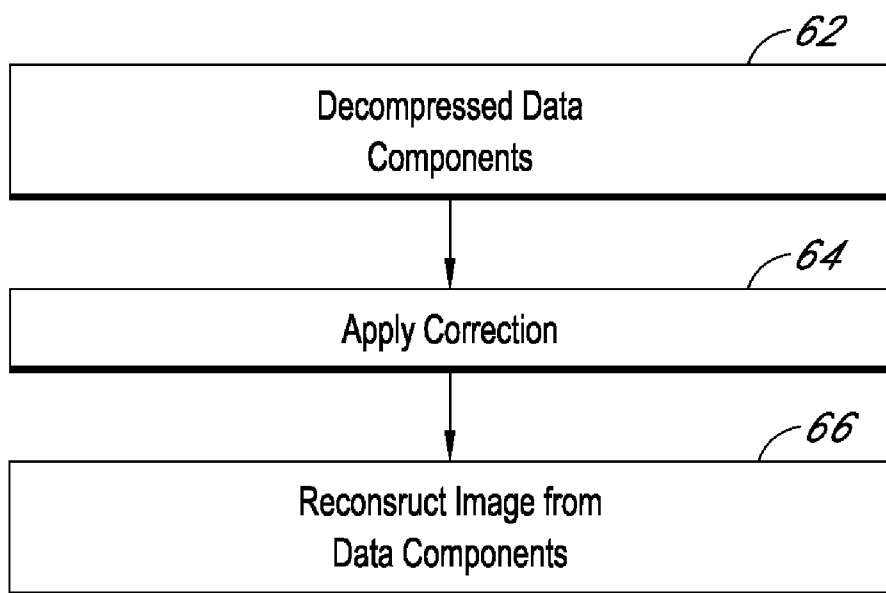 62
Decompressed Data
Components
64
Apply Correction
66
Reconsruct Image from
Data Components